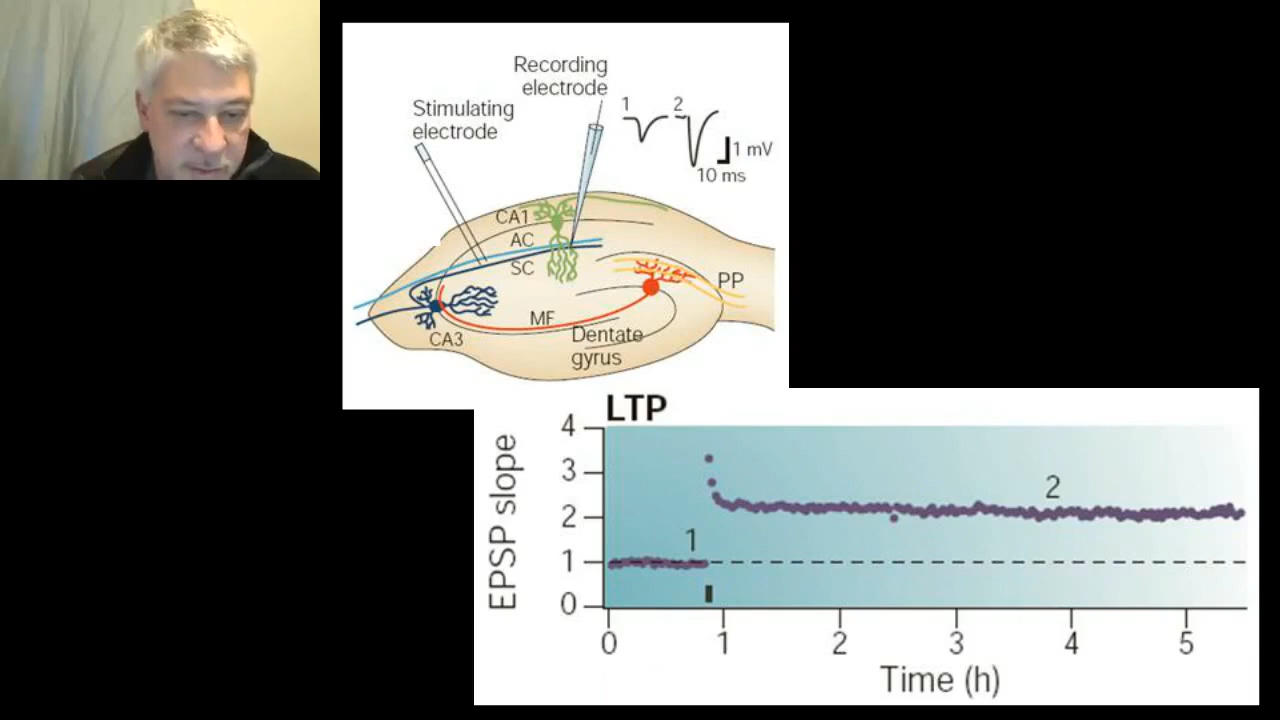 Recording
electrode
Stimulating
electrode
1 2
1 mV
10 ms
CA1
AC
SC
PP
MF
CA3
Dentate
gyrus
LTP
EPSP slope
4
3
2
1
0
1
2
0 1 2 3 4 5
Time (h)